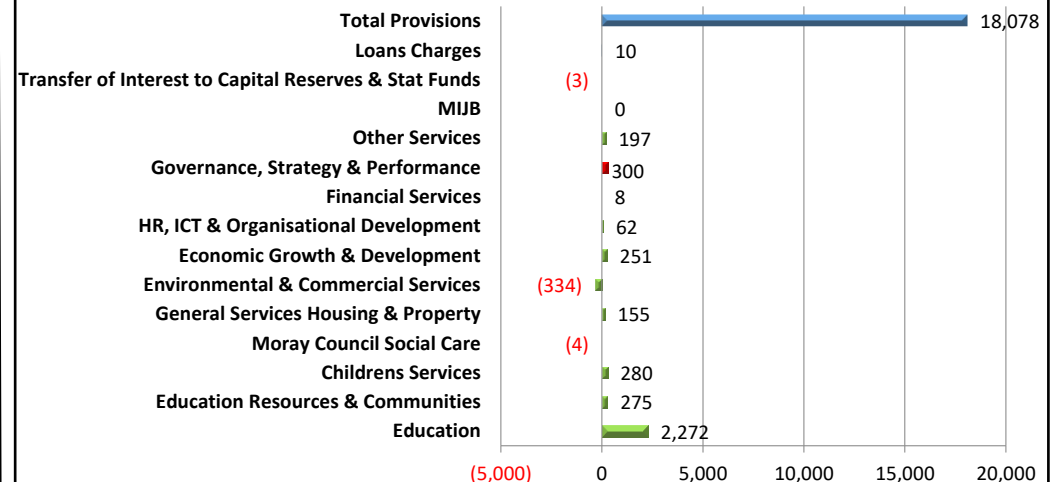 Total Provisions 18,078
Loans Charges 10
Transfer of Interest to Capital Reserves & Stat Funds (3)
MIJB 0
Other Services 197
Governance, Strategy & Performance 300
Financial Services 8
HR, ICT & Organisational Development 62
Economic Growth & Development 251
Environmental & Commercial Services (334)
General Services Housing & Property 155
Moray Council Social Care (4)
Childrens Services 280
Education Resources & Communities 275
Education 2,272
(5,000) 0 5,000 10,000 15,000 20,000